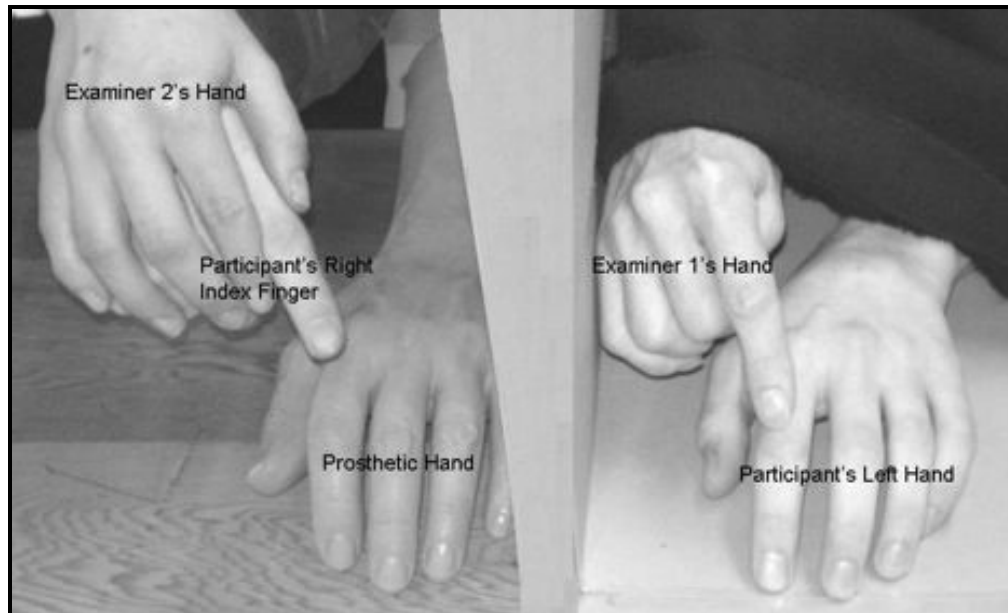 Examiner 2's Hand
Participant's Right
Index Finger
Prosthetic Hand
Examiner 1's Hand
Participant's Left Hand